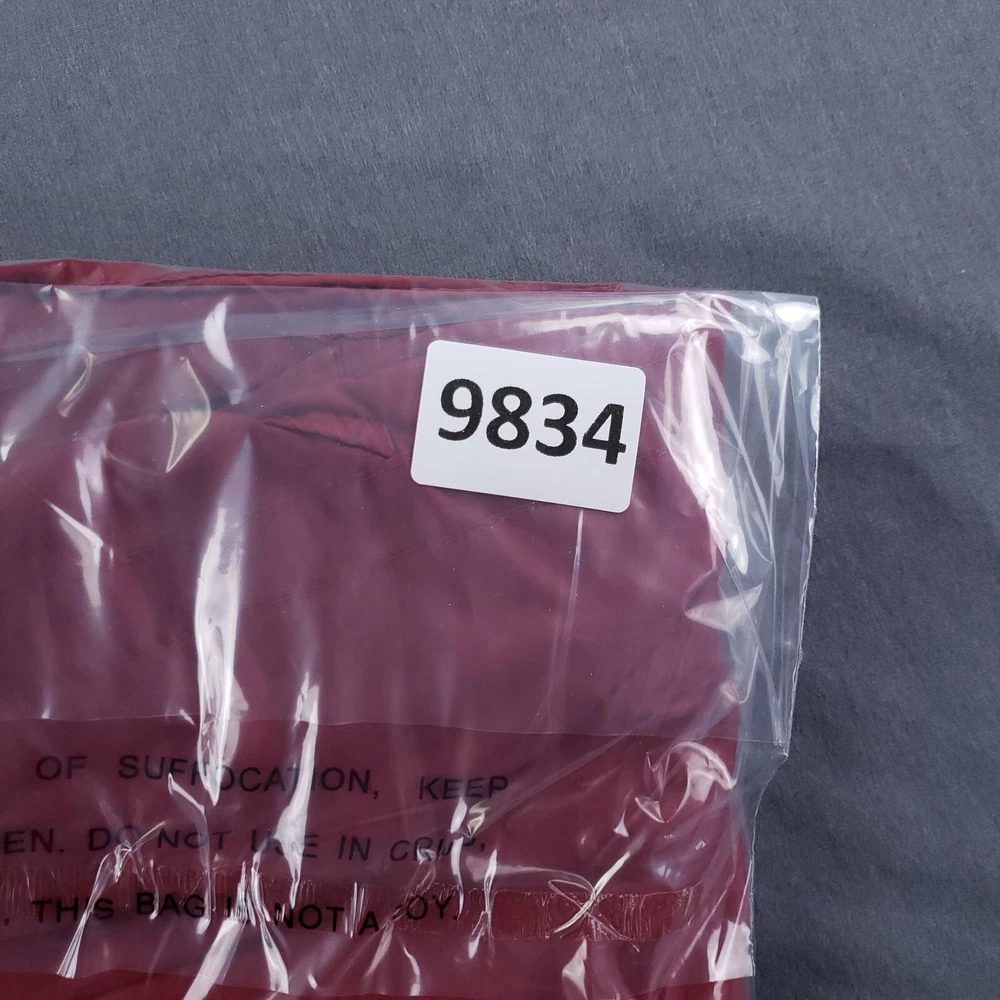 9834
OF SUFFOCATION, KEEP
EN. DO NOT USE IN CRIB,
, THIS BAG IS NOT A TOY.